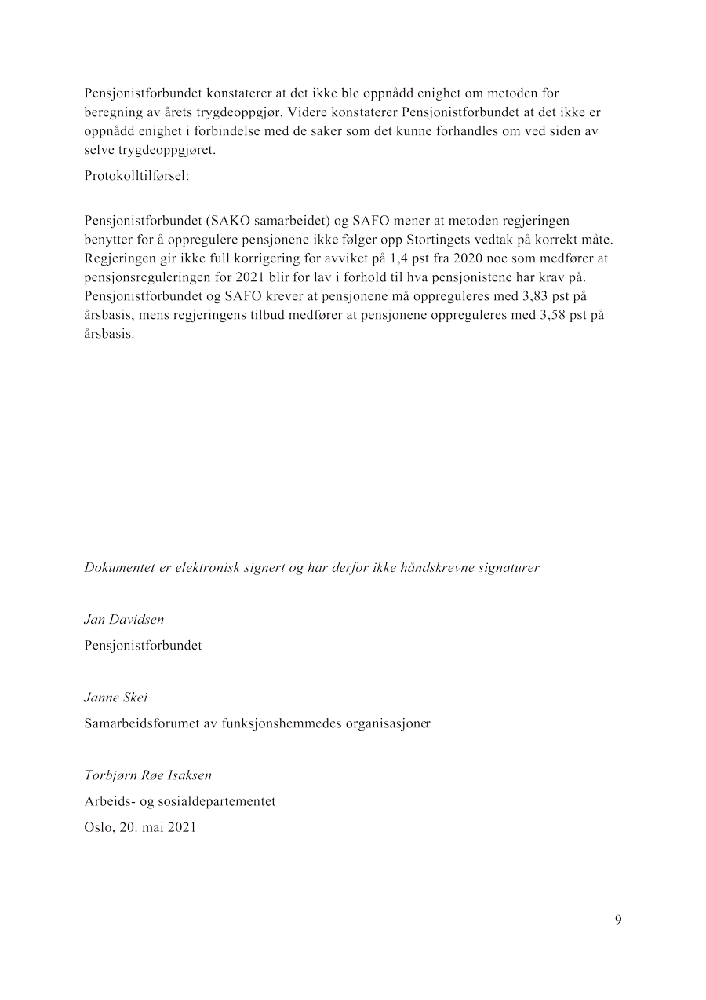 Pensjonistforbundet konstaterer at det ikke ble oppnådd enighet om metoden for
beregning av årets trygdeoppgjør. Videre konstaterer Pensjonistforbundet at det ikke er
oppnådd enighet i forbindelse med de saker som det kunne forhandles om ved siden av
selve trygdeoppgjøret.
Protokolltilførsel:
Pensjonistforbundet (SAKO samarbeidet) og SAFO mener at metoden regjeringen
benytter for å oppregulere pensjonene ikke følger opp Stortingets vedtak på korrekt måte.
Regjeringen gir ikke full korrigering for avviket på 1,4 pst fra 2020 noe som medfører at
pensjonsreguleringen for 2021 blir for lav i forhold til hva pensjonistene har krav på.
Pensjonistforbundet og SAFO krever at pensjonene må oppreguleres med 3,83 pst på
årsbasis, mens regjeringens tilbud medfører at pensjonene oppreguleres med 3,58 pst på
årsbasis.
Dokumentet er elektronisk signert og har derfor ikke håndskrevne signaturer
Jan Davidsen
Pensjonistforbundet
Janne Skei
Samarbeidsforumet av funksjonshemmedes organisasjoner
Torbjørn Røe Isaksen
Arbeids- og sosialdepartementet
Oslo, 20. mai 2021
9